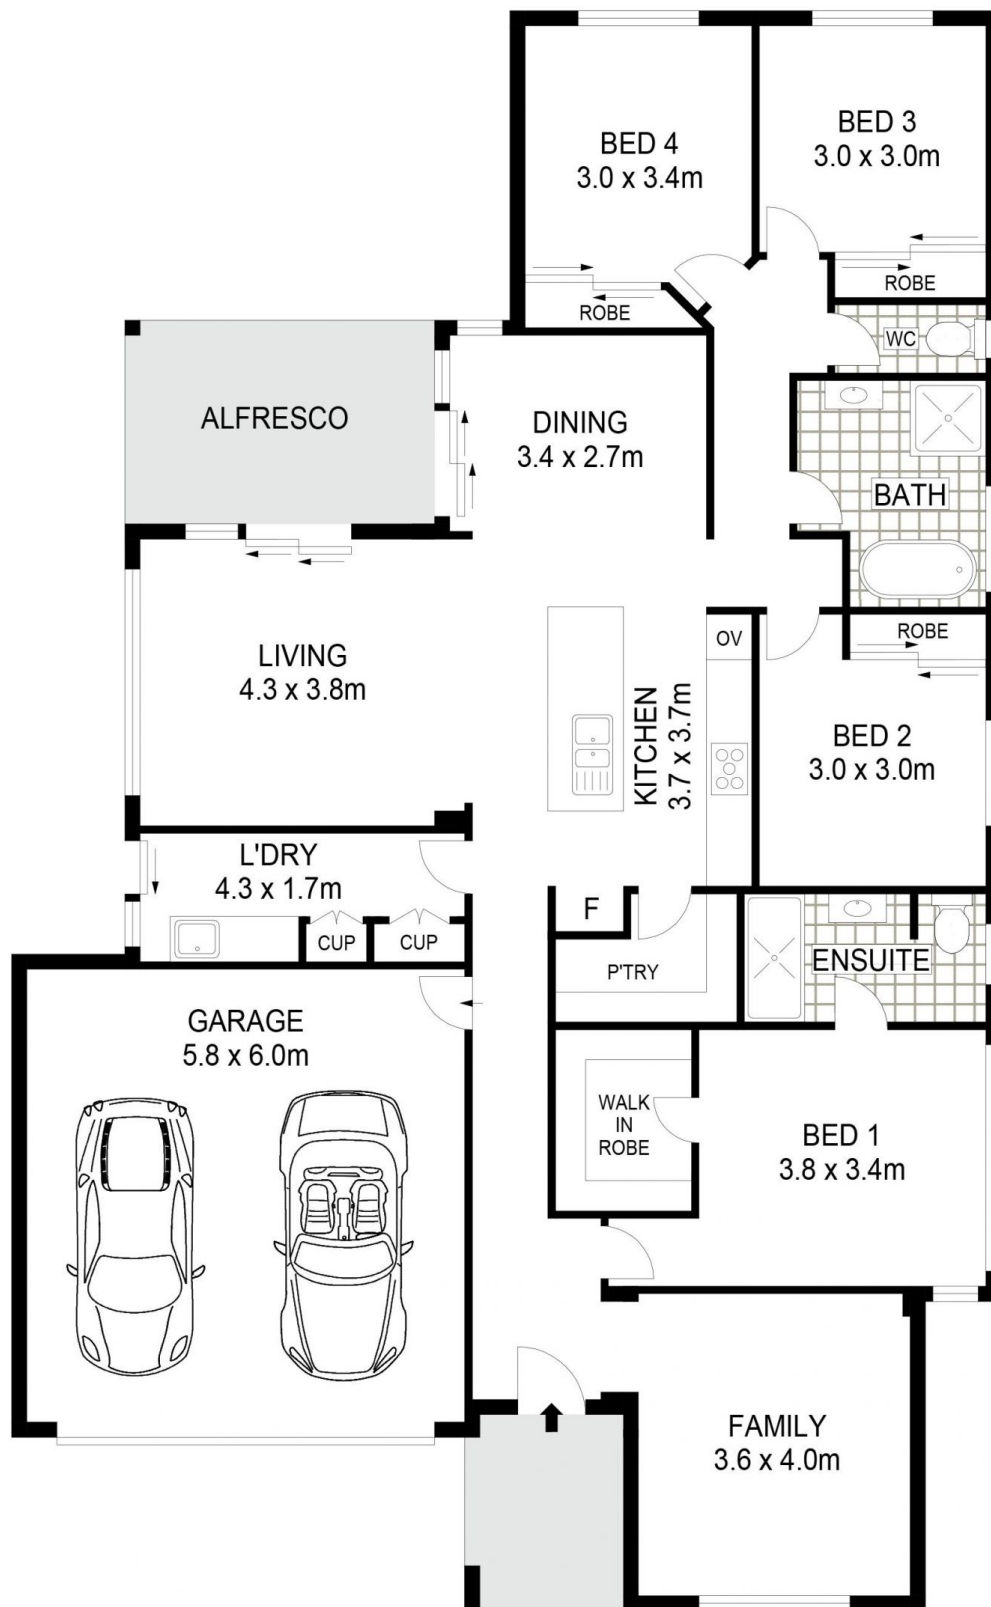 BED 4
3.0 x 3.4m
BED 3
3.0 x 3.0m
ROBE
ROBE
WC
ALFRESCO
DINING
3.4 x 2.7m
BATH
LIVING
4.3 x 3.8m
OV
ROBE
KITCHEN
3.7 x 3.7m
BED 2
3.0 x 3.0m
L'DRY
4.3 x 1.7m
CUP
CUP
F
P'TRY
ENSUITE
GARAGE
5.8 x 6.0m
WALK
IN
ROBE
BED 1
3.8 x 3.4m
FAMILY
3.6 x 4.0m